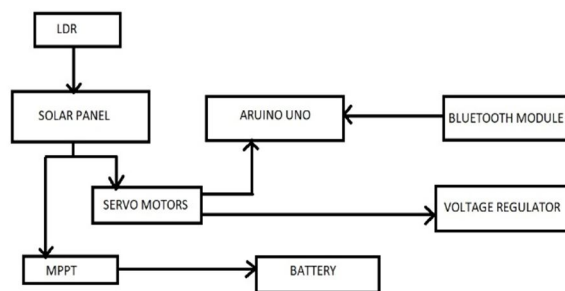 LDR
SOLAR PANEL
ARUINO UNO
BLUETOOTH MODULE
SERVO MOTORS
VOLTAGE REGULATOR
MPPT
BATTERY